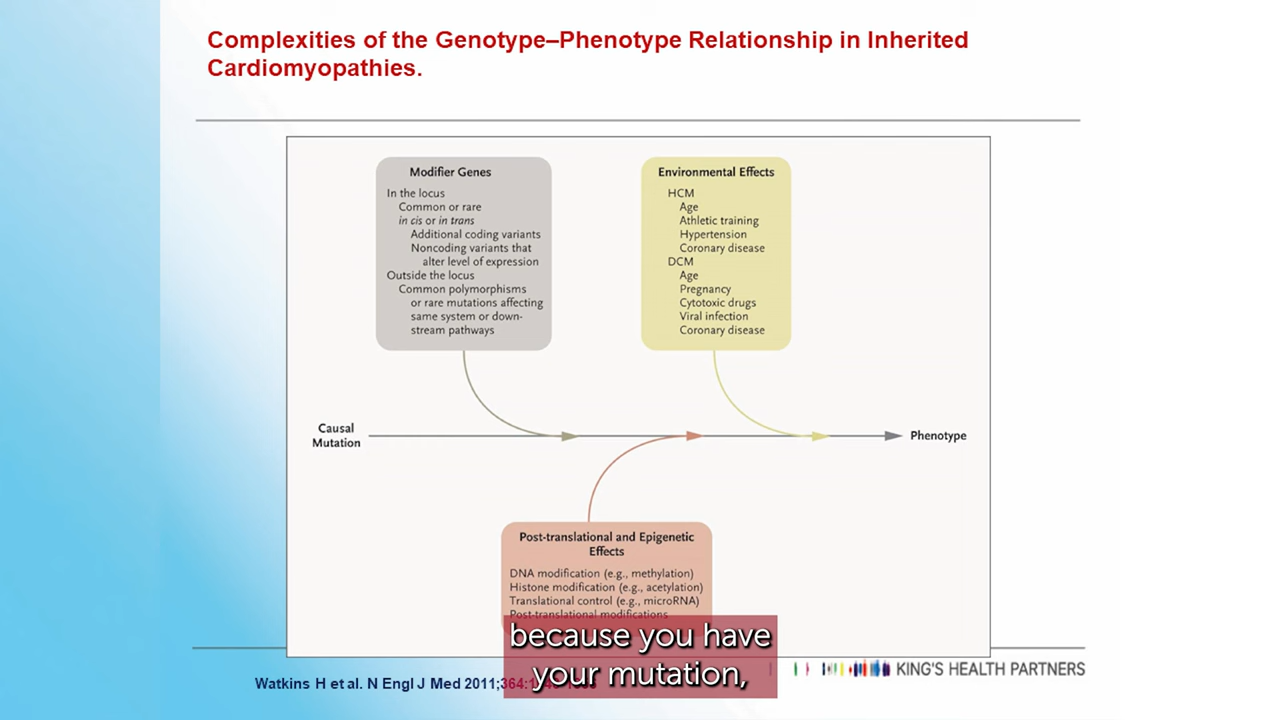 Complexities of the Genotype–Phenotype Relationship in Inherited
Cardiomyopathies.
Modifier Genes
In the locus
Common or rare
in cis or in trans
Additional coding variants
Noncoding variants that
alter level of expression
Outside the locus
Common polymorphisms
or rare mutations affecting
same system or down-
stream pathways
Environmental Effects
HCM
Age
Athletic training
Hypertension
Coronary disease
DCM
Age
Pregnancy
Cytotoxic drugs
Viral infection
Coronary disease
Causal
Mutation
Phenotype
Post-translational and Epigenetic
Effects
DNA modification (e.g., methylation)
Histone modification (e.g., acetylation)
Translational control (e.g., microRNA)
Post-translational modifications
because you have
your mutation,
Watkins H et al. N Engl J Med 2011;
KING'S HEALTH PARTNERS